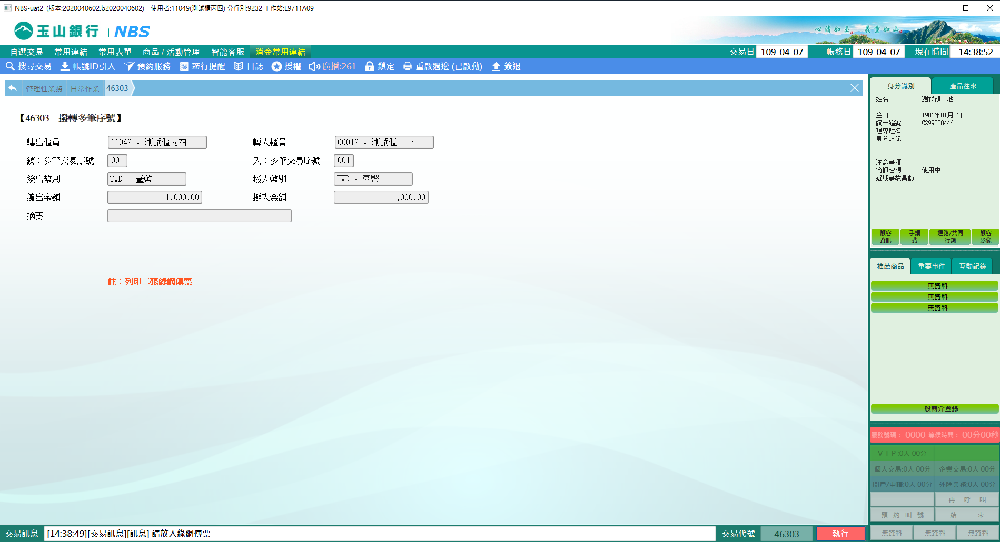 NBS-uat2 (版本:2020040602.b2020040602) 使用者:11049(測試櫃丙四) 分行別:9232 工作站:L9711A09
玉山銀行 | NBS
心清如玉。義重如山。
自選交易 常用連結 常用表單 商品 / 活動管理 智能客服 消金常用連結 交易日 109-04-07 帳務日 109-04-07 現在時間 14:38:52
搜尋交易 帳號ID引入 預約服務 蒞行提醒 日誌 授權 廣播:261 鎖定 重啟週邊 (已啟動) 簽退
管理性業務 日常作業 46303
【46303 撥轉多筆序號】
轉出櫃員 11049 - 測試櫃丙四 轉入櫃員 00019 - 測試櫃一一
銷：多筆交易序號 001 入：多筆交易序號 001
撥出幣別 TWD - 臺幣 撥入幣別 TWD - 臺幣
撥出金額 1,000.00 撥入金額 1,000.00
摘要
註：列印二張綠網傳票
身分識別 產品往來
姓名 測試顏一地
生日 1981年01月01日
統一編號 C299000446
理專姓名
身分註記
注意事項
簡訊密碼 使用中
近期事故異動
顧客資訊 手續費 通路/共同行銷 顧客影像
推薦商品 重要事件 互動記錄
無資料
無資料
無資料
一般轉介登錄
服務號碼： 0000 等候時間： 00分00秒
ＶＩＰ:0人 00分
個人交易:0人 00分 企業交易:0人 00分
開戶/申請:0人 00分 外匯業務:0人 00分
再 呼 叫
預 約 叫 號 結 束
無資料 無資料 無資料
交易訊息 [14:38:49][交易訊息][訊息] 請放入綠網傳票 交易代號 46303 執行